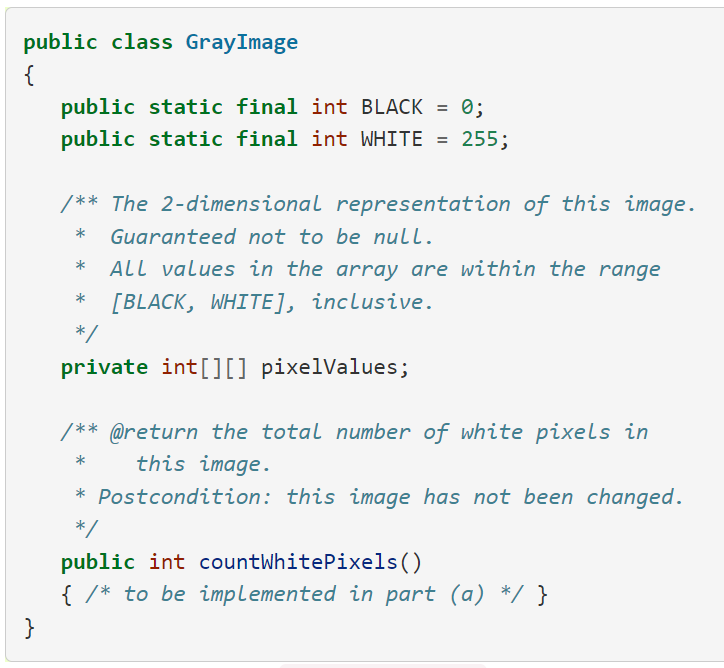 public class GrayImage
{
public static final int BLACK = 0;
public static final int WHITE = 255;
/** The 2-dimensional representation of this image.
* Guaranteed not to be null.
* All values in the array are within the range
* [BLACK, WHITE], inclusive.
*/
private int[][] pixelValues;
/** @return the total number of white pixels in
* this image.
* Postcondition: this image has not been changed.
*/
public int countWhitePixels()
{ /* to be implemented in part (a) */ }
}